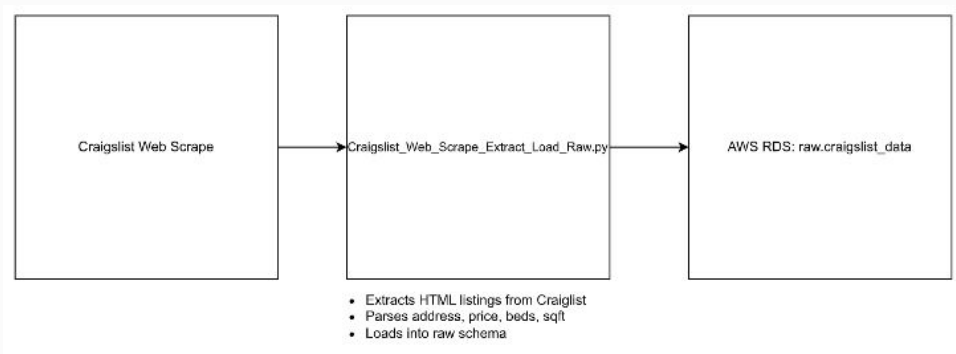 Craigslist Web Scrape
Craigslist_Web_Scrape_Extract_Load_Raw.py
AWS RDS: raw.craigslist_data
• Extracts HTML listings from Craiglist
• Parses address, price, beds, sqft
• Loads into raw schema